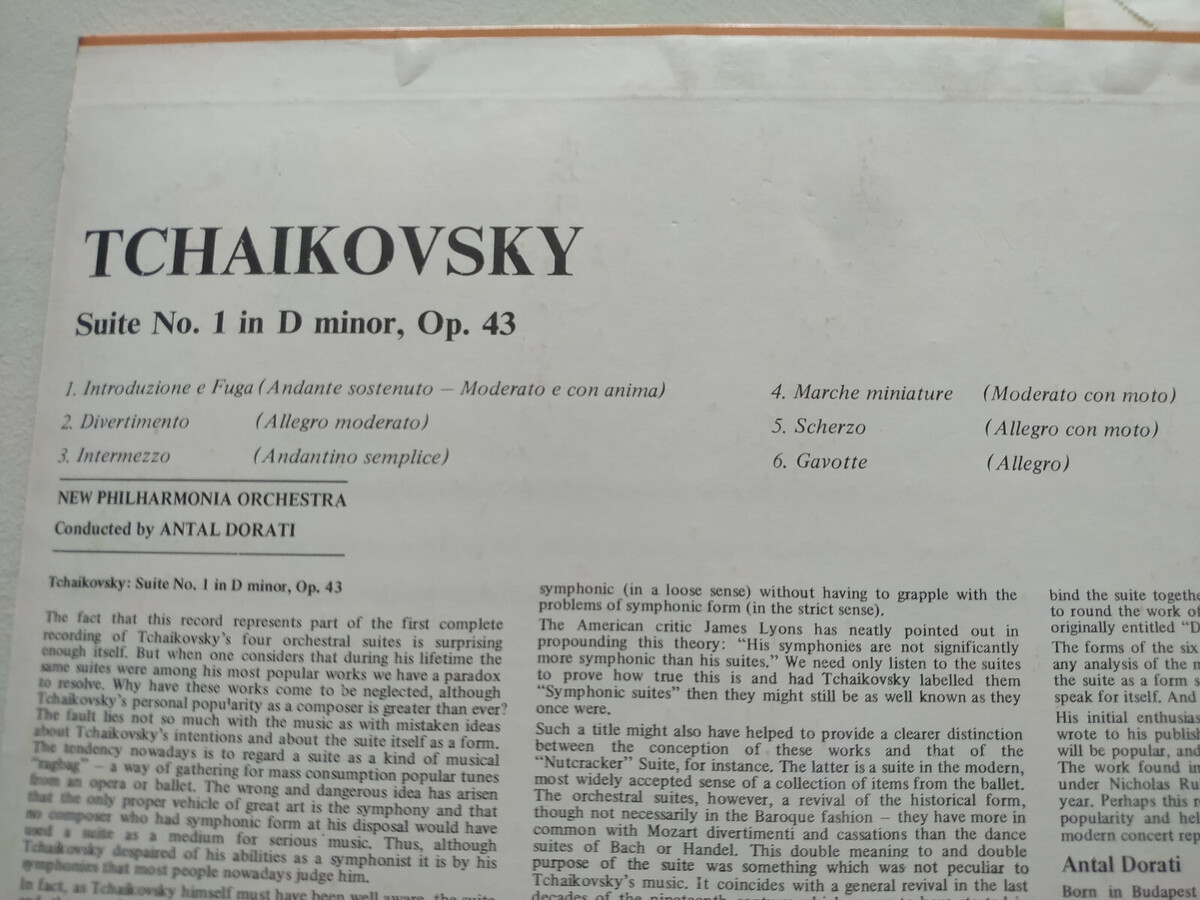 TCHAIKOVSKY
Suite No. 1 in D minor, Op. 43
1. Introduzione e Fuga (Andante sostenuto – Moderato e con anima)
2. Divertimento (Allegro moderato)
3. Intermezzo (Andantino semplice)
4. Marche miniature (Moderato con moto)
5. Scherzo (Allegro con moto)
6. Gavotte (Allegro)
NEW PHILHARMONIA ORCHESTRA
Conducted by ANTAL DORATI
Tchaikovsky: Suite No. 1 in D minor, Op. 43
The fact that this record represents part of the first complete
recording of Tchaikovsky's four orchestral suites is surprising
enough itself. But when one considers that during his lifetime the
same suites were among his most popular works we have a paradox
to resolve. Why have these works come to be neglected, although
Tchaikovsky's personal popularity as a composer is greater than ever?
The fault lies not so much with the music as with mistaken ideas
about Tchaikovsky's intentions and about the suite itself as a form.
The tendency nowadays is to regard a suite as a kind of musical
"ragbag" – a way of gathering for mass consumption popular tunes
from an opera or ballet. The wrong and dangerous idea has arisen
that the only proper vehicle of great art is the symphony and that
no composer who had symphonic form at his disposal would have
used a suite as a medium for serious music. Thus, although
Tchaikovsky despaired of his abilities as a symphonist it is by his
symphonies that most people nowadays judge him.
In fact, as Tchaikovsky himself must have been well aware, the suite
symphonic (in a loose sense) without having to grapple with the
problems of symphonic form (in the strict sense).
The American critic James Lyons has neatly pointed out in
propounding this theory: "His symphonies are not significantly
more symphonic than his suites." We need only listen to the suites
to prove how true this is and had Tchaikovsky labelled them
"Symphonic suites" then they might still be as well known as they
once were.
Such a title might also have helped to provide a clearer distinction
between the conception of these works and that of the
"Nutcracker" Suite, for instance. The latter is a suite in the modern,
most widely accepted sense of a collection of items from the ballet.
The orchestral suites, however, a revival of the historical form,
though not necessarily in the Baroque fashion – they have more in
common with Mozart divertimenti and cassations than the dance
suites of Bach or Handel. This double meaning to and double
purpose of the suite was something which was not peculiar to
Tchaikovsky's music. It coincides with a general revival in the last
decades of the nineteenth
bind the suite togethe
to round the work of
originally entitled "D
The forms of the six
any analysis of the m
the suite as a form s
speak for itself. And
His initial enthusias
wrote to his publish
will be popular, and
The work found in
under Nicholas Ru
year. Perhaps this r
popularity and hel
modern concert rep
Antal Dorati
Born in Budapest